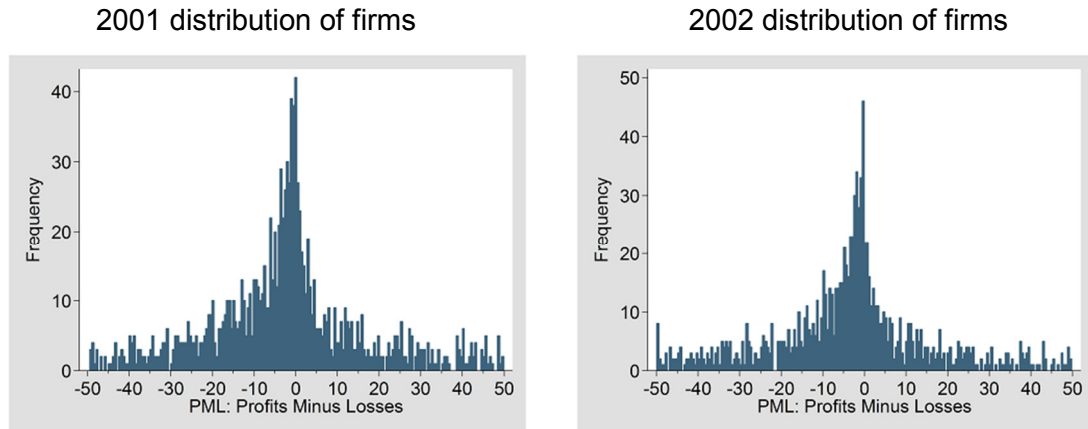 2001 distribution of firms
Frequency
40
30
20
10
0
-50 -40 -30 -20 -10 0 10 20 30 40 50
PML: Profits Minus Losses
2002 distribution of firms
Frequency
50
40
30
20
10
0
-50 -40 -30 -20 -10 0 10 20 30 40 50
PML: Profits Minus Losses